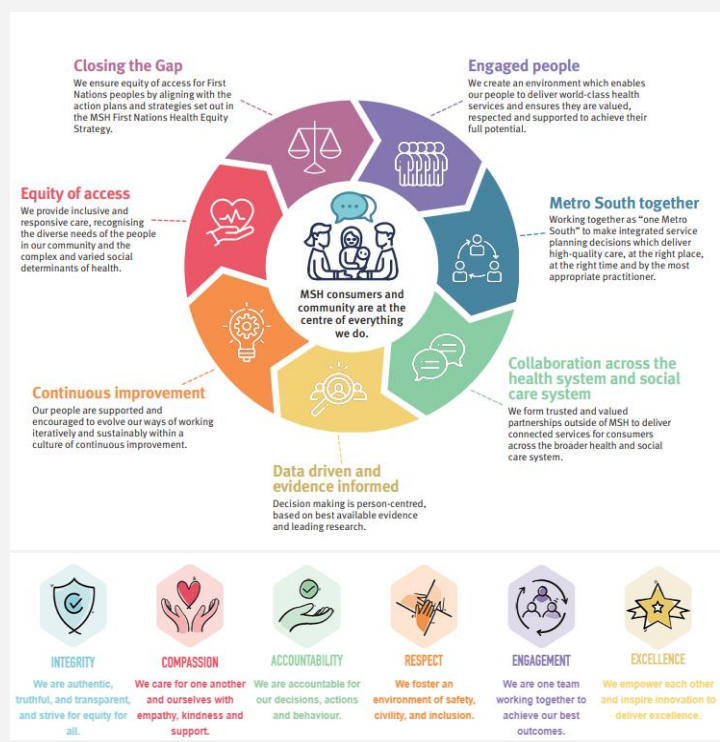 Closing the Gap
We ensure equity of access for First
Nations peoples by aligning with the
action plans and strategies set out in
the MSH First Nations Health Equity
Strategy.
Engaged people
We create an environment which enables
our people to deliver world-class health
services and ensures they are valued,
respected and supported to achieve their
full potential.
Equity of access
We provide inclusive and
responsive care, recognising
the diverse needs of the people
in our community and the
complex and varied social
determinants of health.
Metro South together
Working together as “one Metro
South” to make integrated service
planning decisions which deliver
high-quality care, at the right place,
at the right time and by the most
appropriate practitioner.
MSH consumers and
community are at the
centre of everything
we do.
Continuous improvement
Our people are supported and
encouraged to evolve our ways of working
iteratively and sustainably within a
culture of continuous improvement.
Collaboration across the
health system and social
care system
We form trusted and valued
partnerships outside of MSH to deliver
connected services for consumers
across the broader health and social
care system.
Data driven and
evidence informed
Decision making is person-centred,
based on best available evidence
and leading research.
INTEGRITY
We are authentic,
truthful, and transparent,
and strive for equity for
all.
COMPASSION
We care for one another
and ourselves with
empathy, kindness and
support.
ACCOUNTABILITY
We are accountable for
our decisions, actions
and behaviour.
RESPECT
We foster an
environment of safety,
civility, and inclusion.
ENGAGEMENT
We are one team
working together to
achieve our best
outcomes.
EXCELLENCE
We empower each other
and inspire innovation to
deliver excellence.